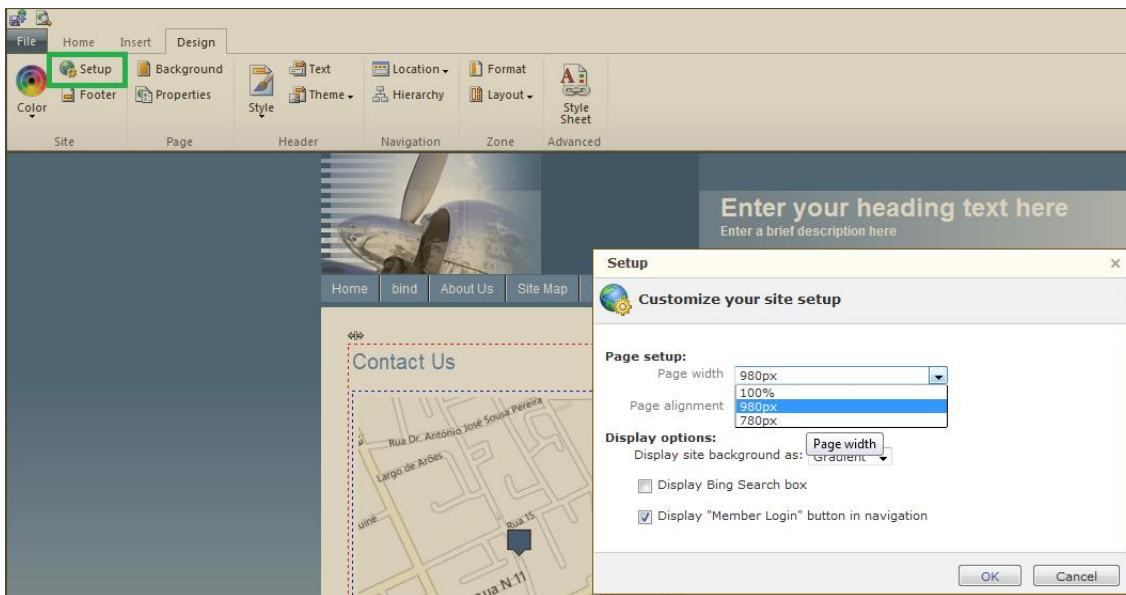 File Home Insert Design
Setup Background Text Location Format
Color Footer Properties Style Theme Hierarchy Layout Style Sheet
Site Page Header Navigation Zone Advanced
Enter your heading text here
Enter a brief description here
Home bind About Us Site Map
Setup
Customize your site setup
Page setup:
Page width 980px
100%
Page alignment 980px
780px
Page width
Display options:
Display site background as: Gradient
Display Bing Search box
Display "Member Login" button in navigation
OK Cancel
Contact Us
Rua Dr. António José Sousa Pereira
Largo de Arões
uiné
Rua 15
Rua N 11